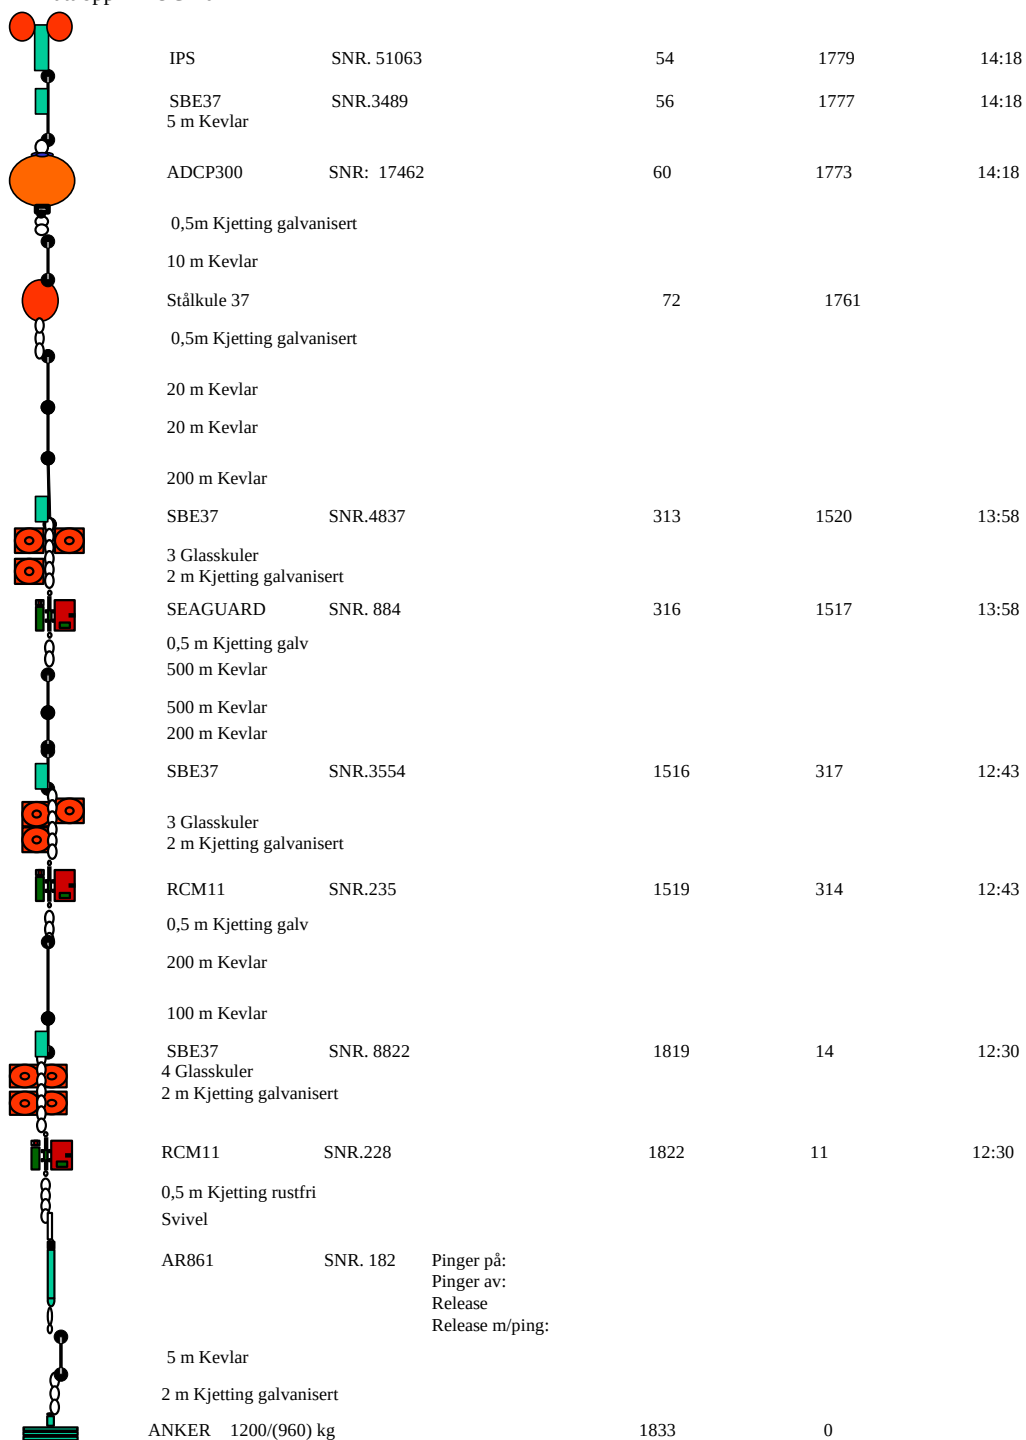 IPS SNR. 51063 54 1779 14:18
SBE37 SNR.3489 56 1777 14:18
5 m Kevlar
ADCP300 SNR: 17462 60 1773 14:18
0,5m Kjetting galvanisert
10 m Kevlar
Stålkule 37 72 1761
0,5m Kjetting galvanisert
20 m Kevlar
20 m Kevlar
200 m Kevlar
SBE37 SNR.4837 313 1520 13:58
3 Glasskuler
2 m Kjetting galvanisert
SEAGUARD SNR. 884 316 1517 13:58
0,5 m Kjetting galv
500 m Kevlar
500 m Kevlar
200 m Kevlar
SBE37 SNR.3554 1516 317 12:43
3 Glasskuler
2 m Kjetting galvanisert
RCM11 SNR.235 1519 314 12:43
0,5 m Kjetting galv
200 m Kevlar
100 m Kevlar
SBE37 SNR. 8822 1819 14 12:30
4 Glasskuler
2 m Kjetting galvanisert
RCM11 SNR.228 1822 11 12:30
0,5 m Kjetting rustfri
Svivel
AR861 SNR. 182 Pinger på:
Pinger av:
Release
Release m/ping:
5 m Kevlar
2 m Kjetting galvanisert
ANKER 1200/(960) kg 1833 0